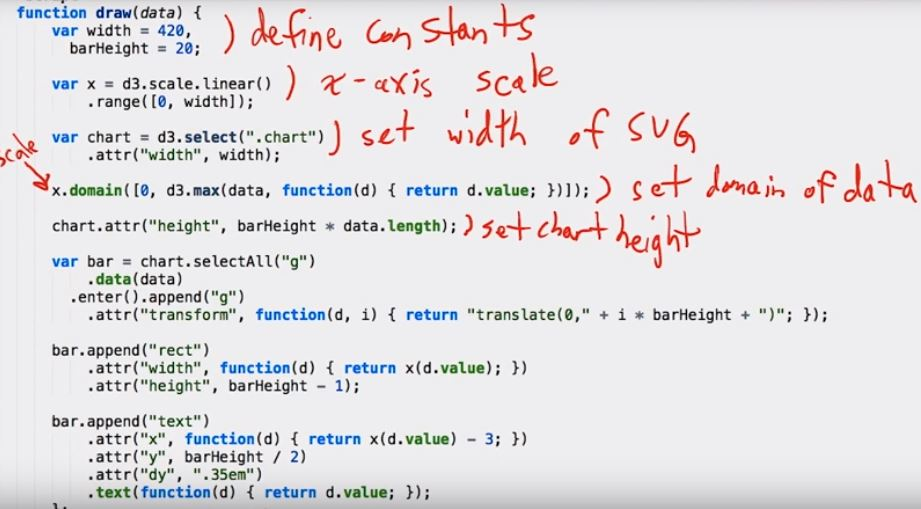 function draw(data) {
var width = 420,
barHeight = 20;
) define constants
var x = d3.scale.linear()
.range([0, width]);
) x-axis scale
var chart = d3.select(".chart")
.attr("width", width);
) set width of SVG
scale
x.domain([0, d3.max(data, function(d) { return d.value; })]); ) set domain of data
chart.attr("height", barHeight * data.length); ) set chart height
var bar = chart.selectAll("g")
.data(data)
.enter().append("g")
.attr("transform", function(d, i) { return "translate(0," + i * barHeight + ")"; });
bar.append("rect")
.attr("width", function(d) { return x(d.value); })
.attr("height", barHeight - 1);
bar.append("text")
.attr("x", function(d) { return x(d.value) - 3; })
.attr("y", barHeight / 2)
.attr("dy", ".35em")
.text(function(d) { return d.value; });